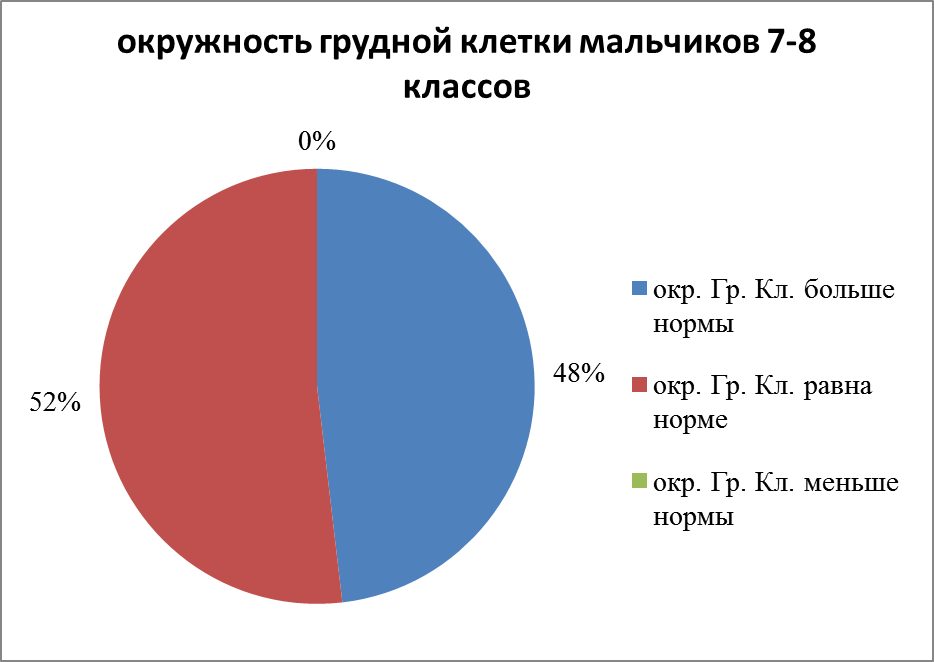 окружность грудной клетки мальчиков 7-8
классов
0%
48%
52%
окр. Гр. Кл. больше
нормы
окр. Гр. Кл. равна
норме
окр. Гр. Кл. меньше
нормы